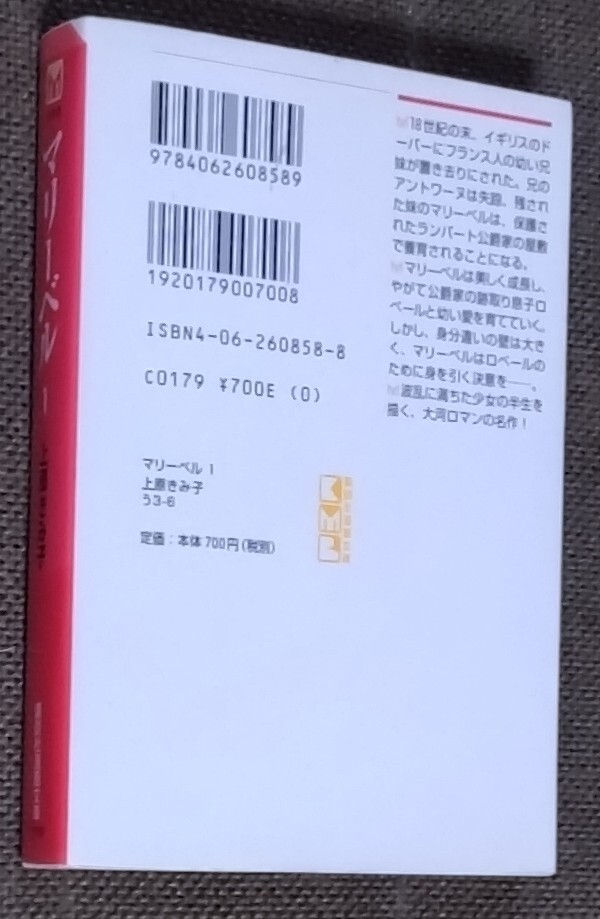 マリーベル 1
9784062608589
1920179007008
ISBN4-06-260858-8
C0179 ¥700E (0)
マリーベル 1
上原きみ子
う3-6
定価：本体700円(税別)
18世紀の末、イギリスのド
ーバーにフランス人の幼い兄
妹が置き去りにされた。兄の
アントワーヌは失踪、残され
た妹のマリーベルは、保護さ
れたランバート公爵家の屋敷
で養育されることになる。
マリーベルは美しく成長し、
やがて公爵家の跡取り息子ロ
ベールと幼い愛を育てていく。
しかし、身分違いの壁は大き
く、マリーベルはロベールの
ために身を引く決意を──。
波乱に満ちた少女の半生を
描く、大河ロマンの名作！